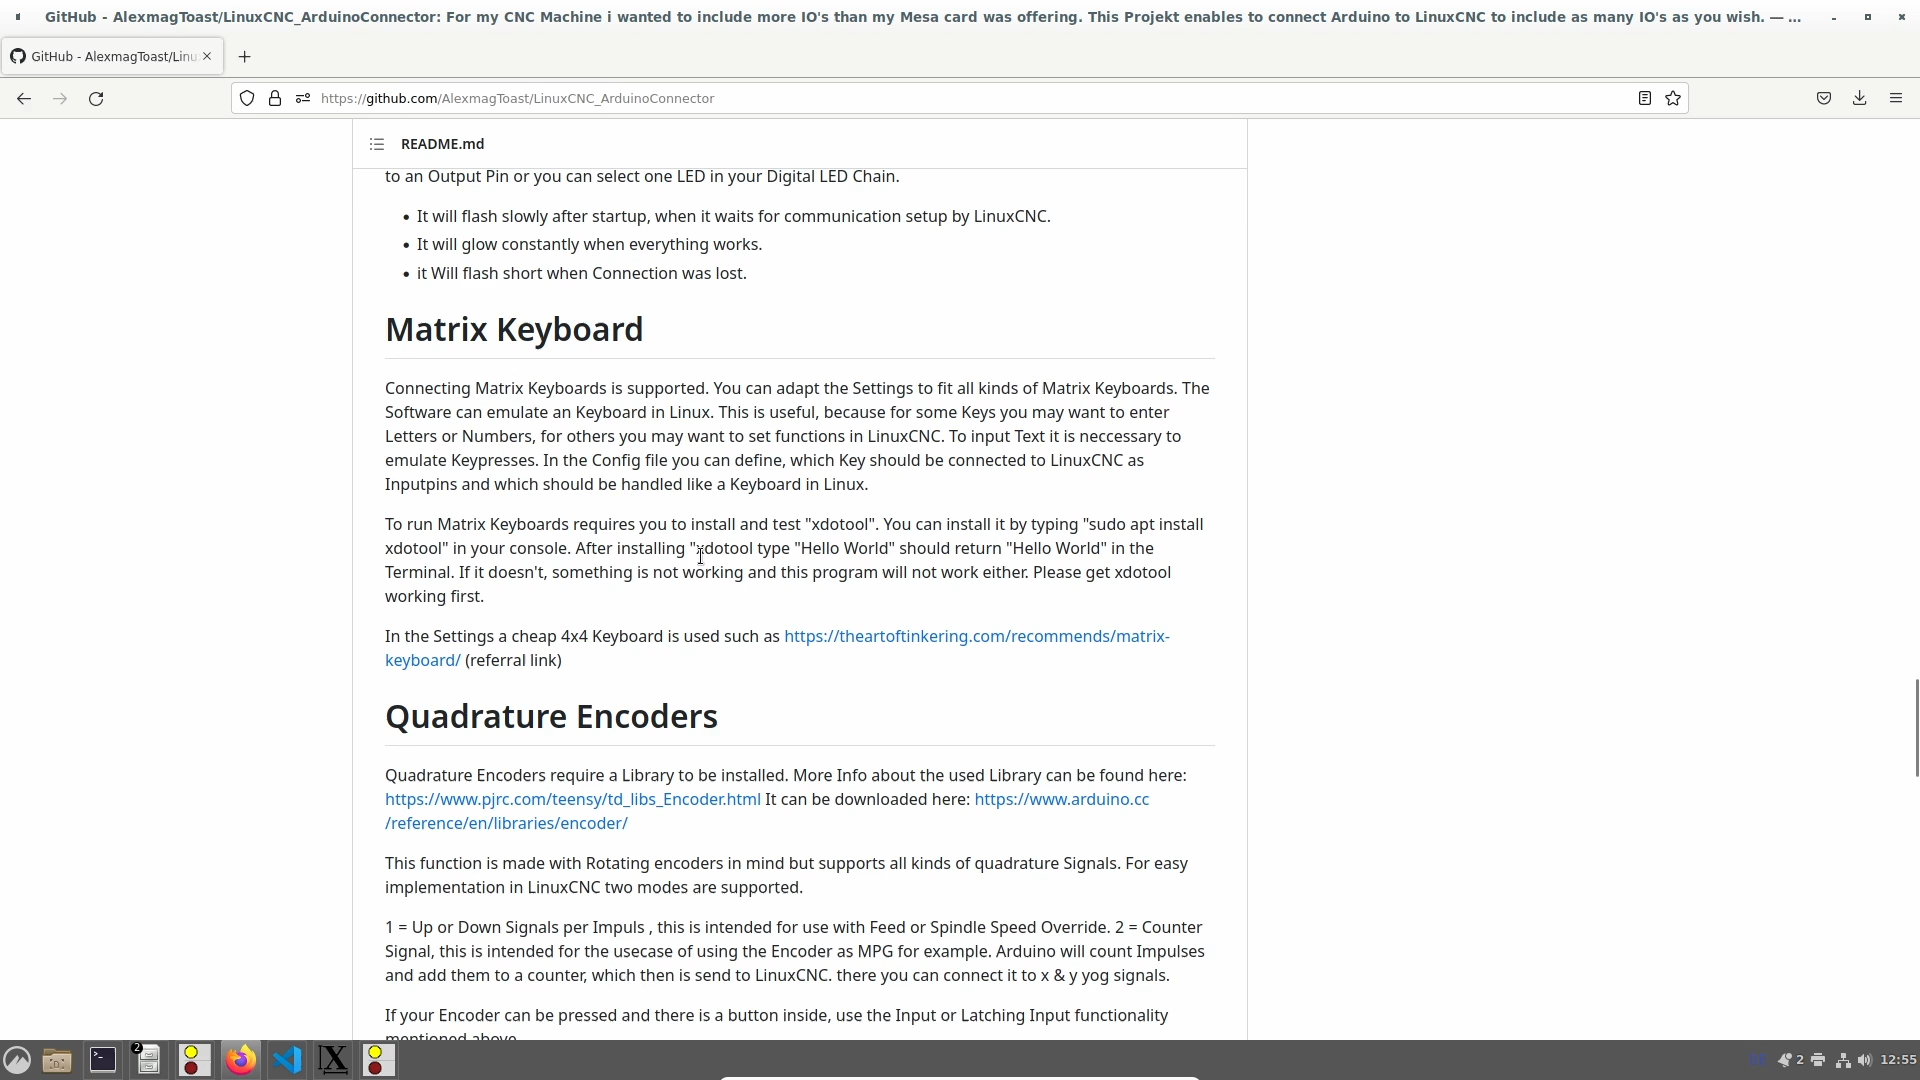 GitHub - AlexmagToast/LinuxCNC_ArduinoConnector: For my CNC Machine i wanted to include more IO's than my Mesa card was offering. This Projekt enables to connect Arduino to LinuxCNC to include as many IO's as you wish. — ...
GitHub - AlexmagToast/Linu
https://github.com/AlexmagToast/LinuxCNC_ArduinoConnector
README.md
to an Output Pin or you can select one LED in your Digital LED Chain.
• It will flash slowly after startup, when it waits for communication setup by LinuxCNC.
• It will glow constantly when everything works.
• it Will flash short when Connection was lost.
Matrix Keyboard
Connecting Matrix Keyboards is supported. You can adapt the Settings to fit all kinds of Matrix Keyboards. The
Software can emulate an Keyboard in Linux. This is useful, because for some Keys you may want to enter
Letters or Numbers, for others you may want to set functions in LinuxCNC. To input Text it is neccessary to
emulate Keypresses. In the Config file you can define, which Key should be connected to LinuxCNC as
Inputpins and which should be handled like a Keyboard in Linux.
To run Matrix Keyboards requires you to install and test "xdotool". You can install it by typing "sudo apt install
xdotool" in your console. After installing "xdotool type "Hello World" should return "Hello World" in the
Terminal. If it doesn't, something is not working and this program will not work either. Please get xdotool
working first.
In the Settings a cheap 4x4 Keyboard is used such as https://theartoftinkering.com/recommends/matrix-
keyboard/ (referral link)
Quadrature Encoders
Quadrature Encoders require a Library to be installed. More Info about the used Library can be found here:
https://www.pjrc.com/teensy/td_libs_Encoder.html It can be downloaded here: https://www.arduino.cc
/reference/en/libraries/encoder/
This function is made with Rotating encoders in mind but supports all kinds of quadrature Signals. For easy
implementation in LinuxCNC two modes are supported.
1 = Up or Down Signals per Impuls , this is intended for use with Feed or Spindle Speed Override. 2 = Counter
Signal, this is intended for the usecase of using the Encoder as MPG for example. Arduino will count Impulses
and add them to a counter, which then is send to LinuxCNC. there you can connect it to x & y yog signals.
If your Encoder can be pressed and there is a button inside, use the Input or Latching Input functionality
mentioned above
2
2
12:55